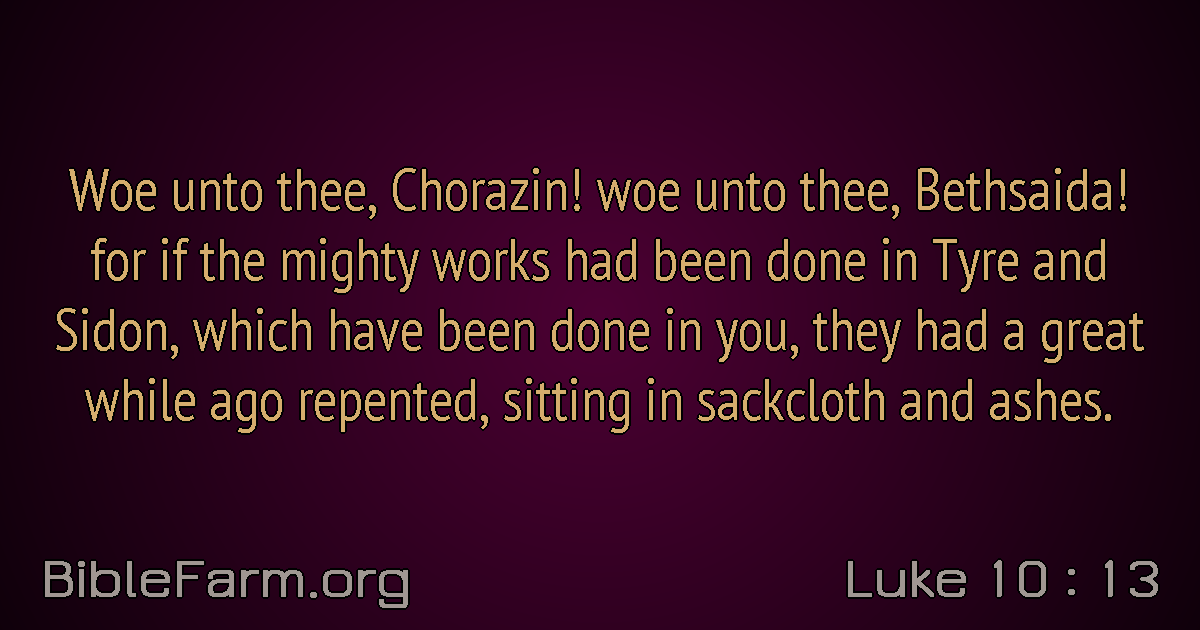 Woe unto thee, Chorazin! woe unto thee, Bethsaida!
for if the mighty works had been done in Tyre and
Sidon, which have been done in you, they had a great
while ago repented, sitting in sackcloth and ashes.
BibleFarm.org
Luke 10 : 13